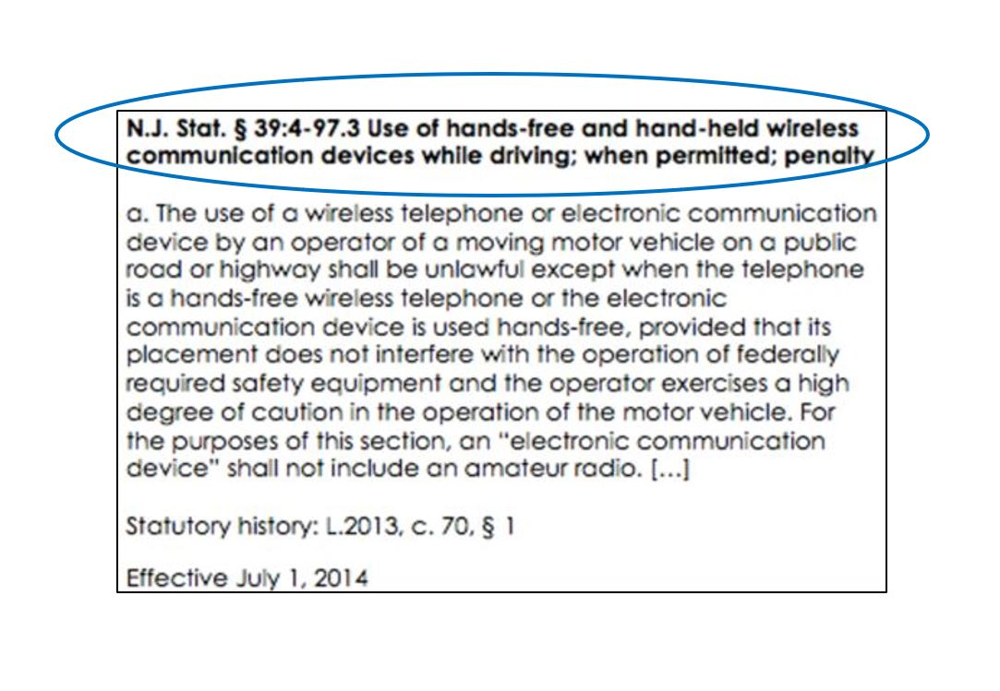 N.J. Stat. § 39:4-97.3 Use of hands-free and hand-held wireless
communication devices while driving; when permitted; penalty
a. The use of a wireless telephone or electronic communication
device by an operator of a moving motor vehicle on a public
road or highway shall be unlawful except when the telephone
is a hands-free wireless telephone or the electronic
communication device is used hands-free, provided that its
placement does not interfere with the operation of federally
required safety equipment and the operator exercises a high
degree of caution in the operation of the motor vehicle. For
the purposes of this section, an "electronic communication
device" shall not include an amateur radio. [...]
Statutory history: L.2013, c. 70, § 1
Effective July 1, 2014